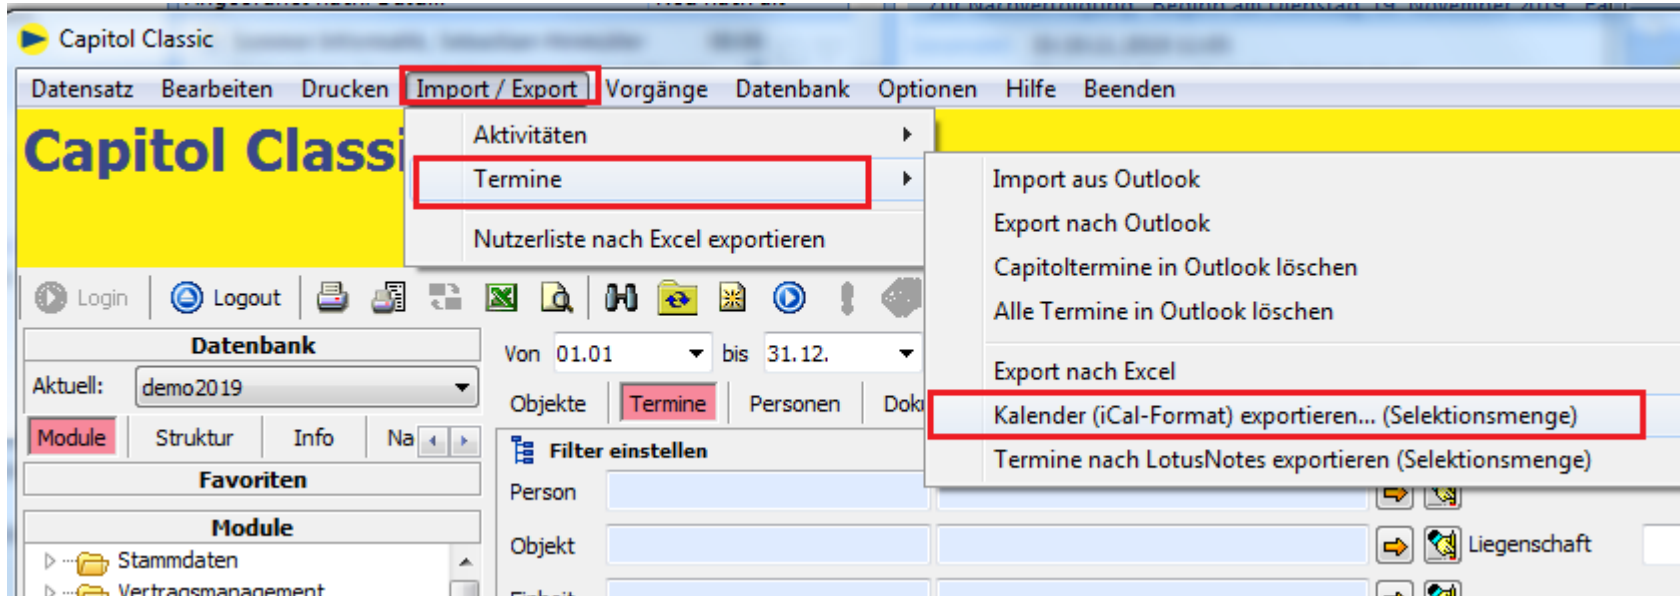 Capitol Classic
Datensatz Bearbeiten Drucken Import / Export Vorgänge Datenbank Optionen Hilfe Beenden
Capitol Classi
Aktivitäten
Termine
Nutzerliste nach Excel exportieren
Import aus Outlook
Export nach Outlook
Capitoltermine in Outlook löschen
Alle Termine in Outlook löschen
Export nach Excel
Kalender (iCal-Format) exportieren... (Selektionsmenge)
Termine nach LotusNotes exportieren (Selektionsmenge)
Login Logout
Datenbank
Aktuell: demo2019
Module Struktur Info Na
Favoriten
Module
Stammdaten
Vertragsmanagement
Von 01.01 bis 31.12.
Objekte Termine Personen Doku
Filter einstellen
Person
Objekt Liegenschaft
Einheit